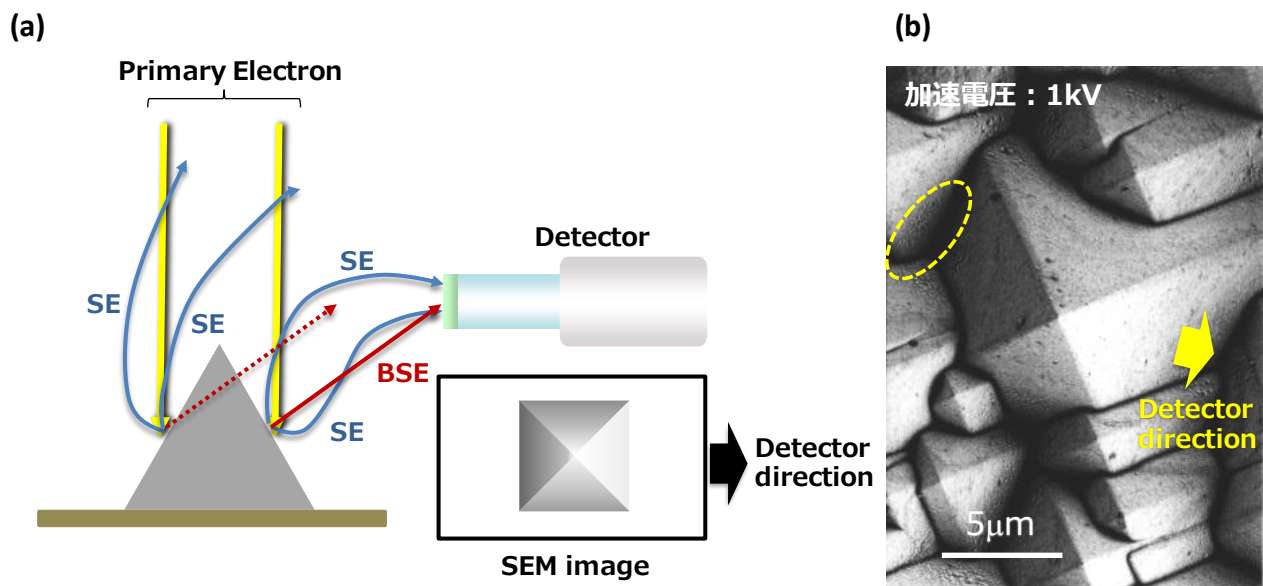 (a)
Primary Electron
SE
SE
SE
SE
BSE
Detector
Detector
direction
SEM image
(b)
加速電圧：1kV
Detector
direction
5μm